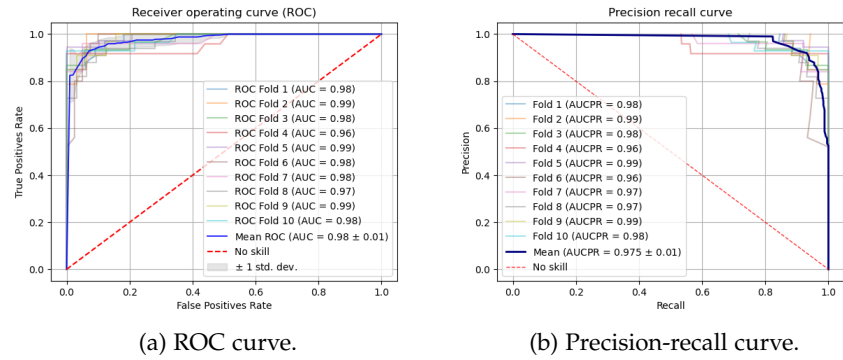 Receiver operating curve (ROC)
True Positives Rate
1.0
0.8
0.6
0.4
0.2
0.0
ROC Fold 1 (AUC = 0.98)
ROC Fold 2 (AUC = 0.99)
ROC Fold 3 (AUC = 0.98)
ROC Fold 4 (AUC = 0.96)
ROC Fold 5 (AUC = 0.99)
ROC Fold 6 (AUC = 0.98)
ROC Fold 7 (AUC = 0.98)
ROC Fold 8 (AUC = 0.97)
ROC Fold 9 (AUC = 0.99)
ROC Fold 10 (AUC = 0.98)
Mean ROC (AUC = 0.98 ± 0.01)
No skill
± 1 std. dev.
0.0 0.2 0.4 0.6 0.8 1.0
False Positives Rate
(a) ROC curve.
Precision recall curve
Precision
1.0
0.8
0.6
0.4
0.2
0.0
Fold 1 (AUCPR = 0.98)
Fold 2 (AUCPR = 0.99)
Fold 3 (AUCPR = 0.98)
Fold 4 (AUCPR = 0.96)
Fold 5 (AUCPR = 0.99)
Fold 6 (AUCPR = 0.96)
Fold 7 (AUCPR = 0.97)
Fold 8 (AUCPR = 0.97)
Fold 9 (AUCPR = 0.99)
Fold 10 (AUCPR = 0.98)
Mean (AUCPR = 0.975 ± 0.01)
No skill
0.0 0.2 0.4 0.6 0.8 1.0
Recall
(b) Precision-recall curve.